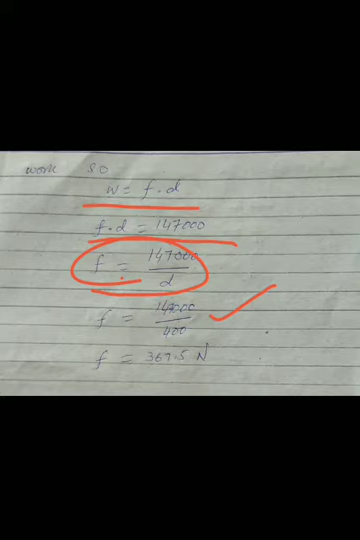 work so
w = f.d
f.d = 147000
f = 147000
d
f = 147000
400
f = 367.5 N